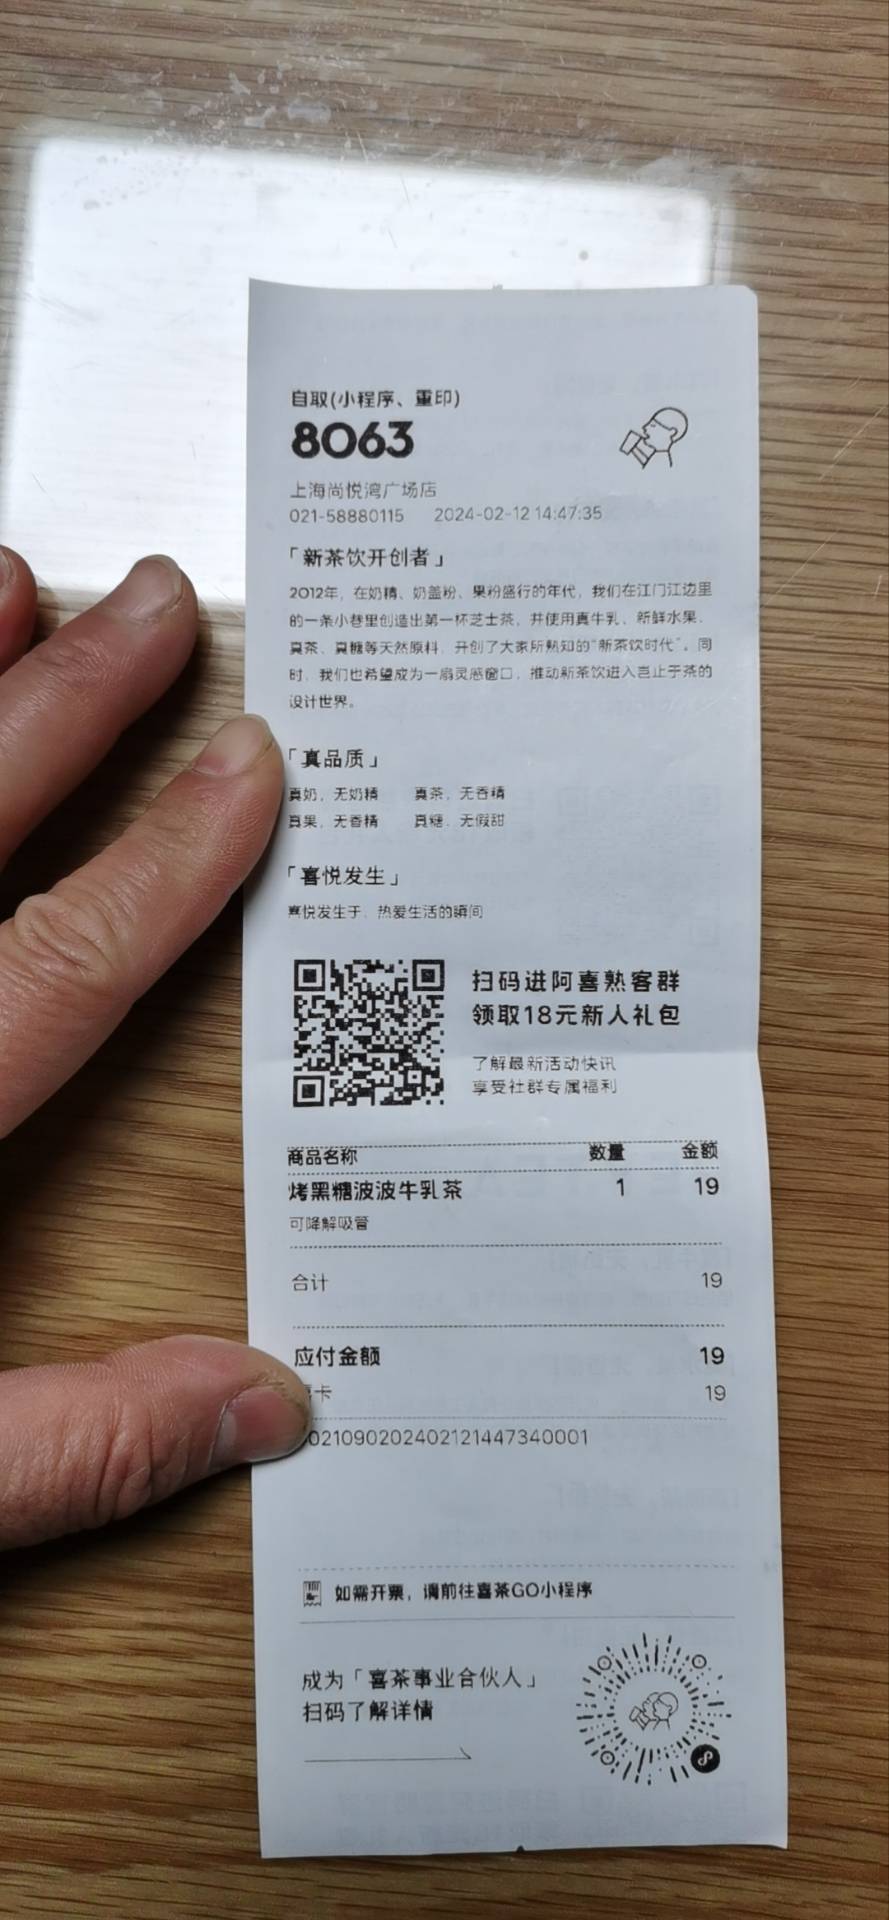 自取(小程序、重印)
8063
上海尚悦湾广场店
021-58880115 2024-02-12 14:47:35
「新茶饮开创者」
2012年，在奶精、奶盖粉、果粉盛行的年代，我们在江门江边里
的一条小巷里创造出第一杯芝士茶，并使用真牛乳、新鲜水果、
真茶、真糖等天然原料，开创了大家所熟知的“新茶饮时代”。同
时，我们也希望成为一扇灵感窗口，推动新茶饮进入岂止于茶的
设计世界。
「真品质」
真奶，无奶精 真茶，无香精
真果，无香精 真糖，无假甜
「喜悦发生」
喜悦发生于，热爱生活的瞬间
扫码进阿喜熟客群
领取18元新人礼包
了解最新活动快讯
享受社群专属福利
商品名称 数量 金额
烤黑糖波波牛乳茶 1 19
可降解吸管
合计 19
应付金额 19
卡 19
021090202402121447340001
如需开票，请前往喜茶GO小程序
成为「喜茶事业合伙人」
扫码了解详情